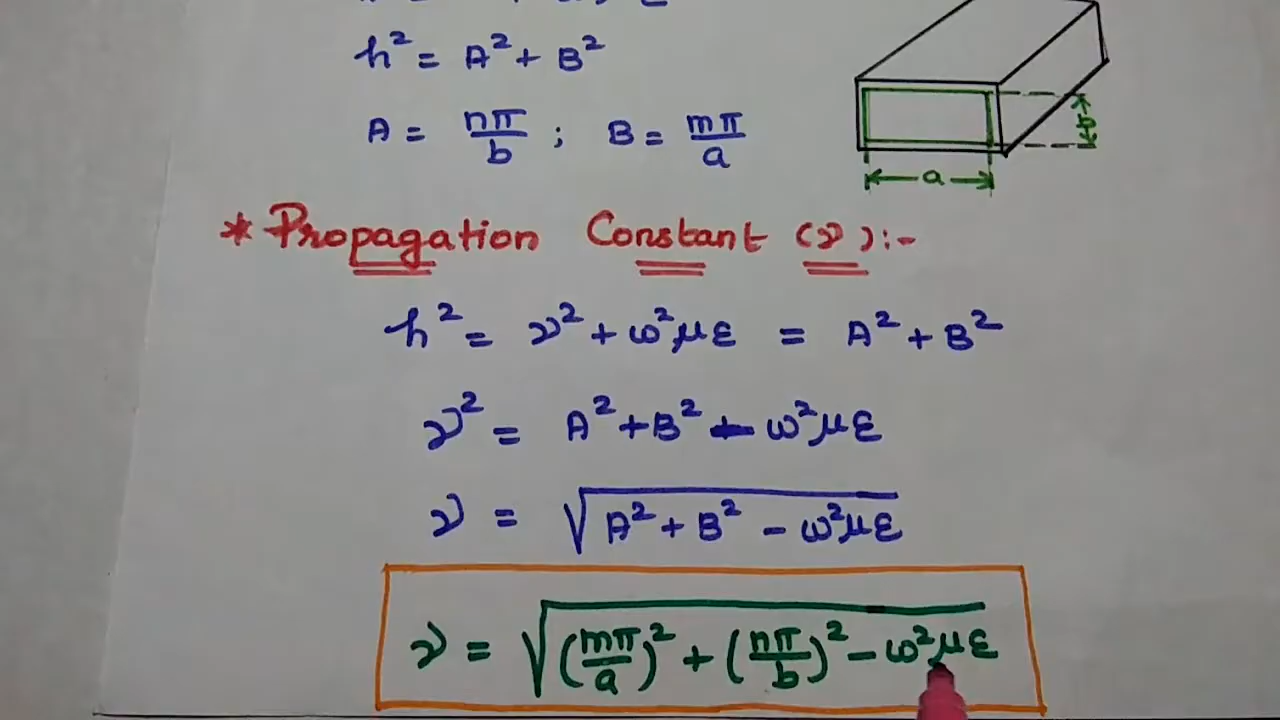 h² = A² + B²
A = nπ/b ; B = mπ/a
b
a
* Propagation Constant (γ) :-
h² = γ² + ω²με = A² + B²
γ² = A² + B² - ω²με
γ = √(A² + B² - ω²με)
γ = √((mπ/a)² + (nπ/b)² - ω²με)